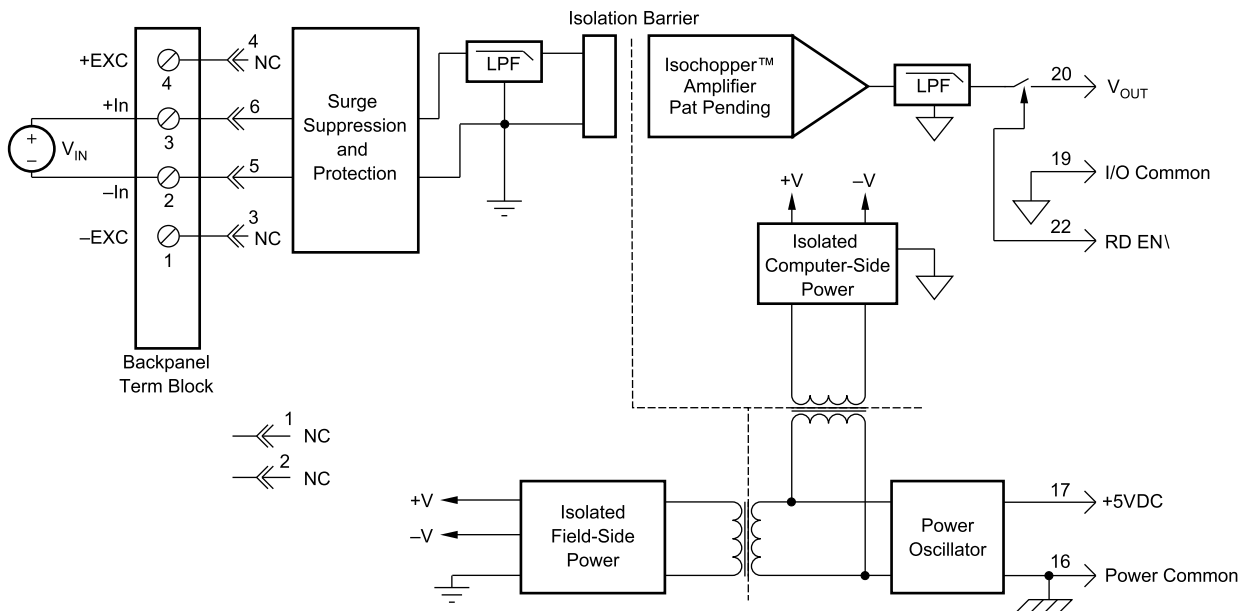 Isolation Barrier
+EXC
4
4
NC
+In
3
6
+
–
V_IN
–In
2
5
–EXC
1
3
NC
Backpanel
Term Block
Surge
Suppression
and
Protection
LPF
Isochopper™
Amplifier
Pat Pending
LPF
20
V_OUT
19
I/O Common
22
RD EN\
+V
–V
Isolated
Computer-Side
Power
1
NC
2
NC
+V
–V
Isolated
Field-Side
Power
Power
Oscillator
17
+5VDC
16
Power Common